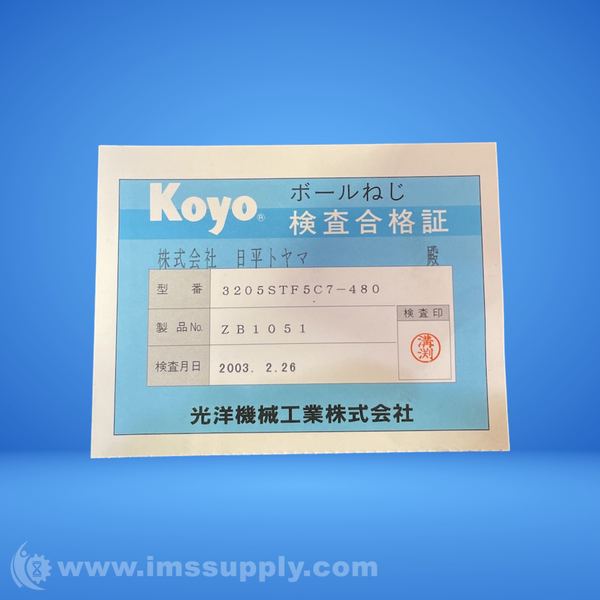 Koyo®
ボールねじ
検査合格証
株式会社 日平トヤマ 殿
型番 3205STF5C7-480
製品No. ZB1051
検査月日 2003. 2.26
検査印
溝渕
光洋機械工業株式会社
www.imssupply.com